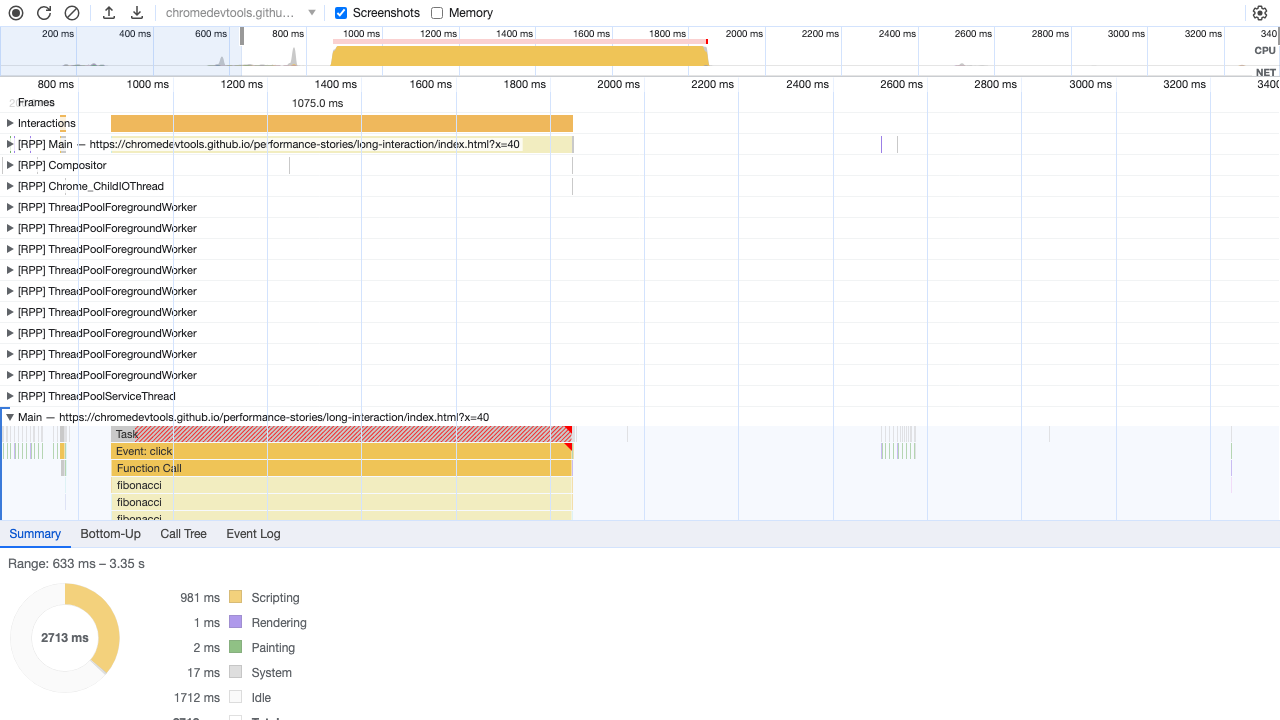 chromedevtools.githu… Screenshots Memory
200 ms 400 ms 600 ms 800 ms 1000 ms 1200 ms 1400 ms 1600 ms 1800 ms 2000 ms 2200 ms 2400 ms 2600 ms 2800 ms 3000 ms 3200 ms 340
CPU
NET
800 ms 1000 ms 1200 ms 1400 ms 1600 ms 1800 ms 2000 ms 2200 ms 2400 ms 2600 ms 2800 ms 3000 ms 3200 ms 3400
Frames 1075.0 ms
Interactions
[RPP] Main — https://chromedevtools.github.io/performance-stories/long-interaction/index.html?x=40
[RPP] Compositor
[RPP] Chrome_ChildIOThread
[RPP] ThreadPoolForegroundWorker
[RPP] ThreadPoolForegroundWorker
[RPP] ThreadPoolForegroundWorker
[RPP] ThreadPoolForegroundWorker
[RPP] ThreadPoolForegroundWorker
[RPP] ThreadPoolForegroundWorker
[RPP] ThreadPoolForegroundWorker
[RPP] ThreadPoolForegroundWorker
[RPP] ThreadPoolForegroundWorker
[RPP] ThreadPoolServiceThread
Main — https://chromedevtools.github.io/performance-stories/long-interaction/index.html?x=40
Task
Event: click
Function Call
fibonacci
fibonacci
fibonacci
Summary Bottom-Up Call Tree Event Log
Range: 633 ms – 3.35 s
2713 ms
981 ms Scripting
1 ms Rendering
2 ms Painting
17 ms System
1712 ms Idle